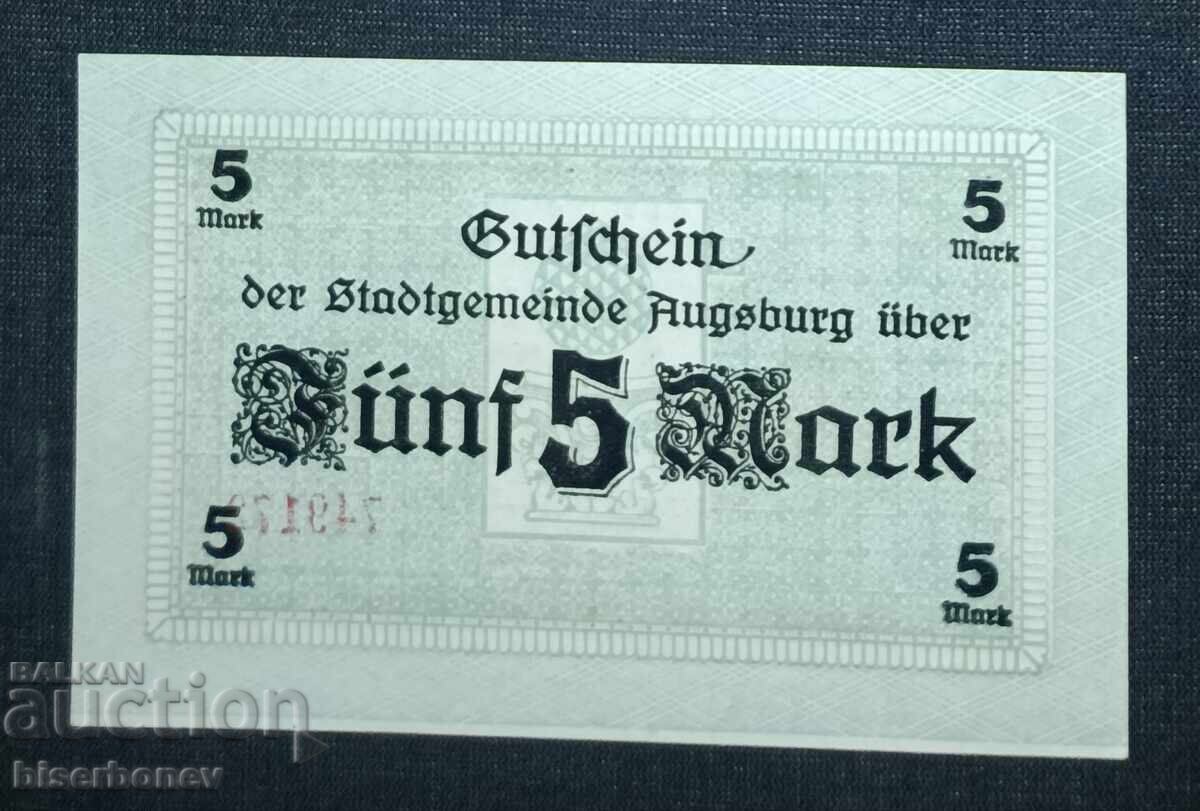 5
Mark
5
Mark
Gutschein
der Stadtgemeinde Augsburg über
Fünf 5 Mark
5
Mark
5
Mark
BALKAN
auction
biserbonev